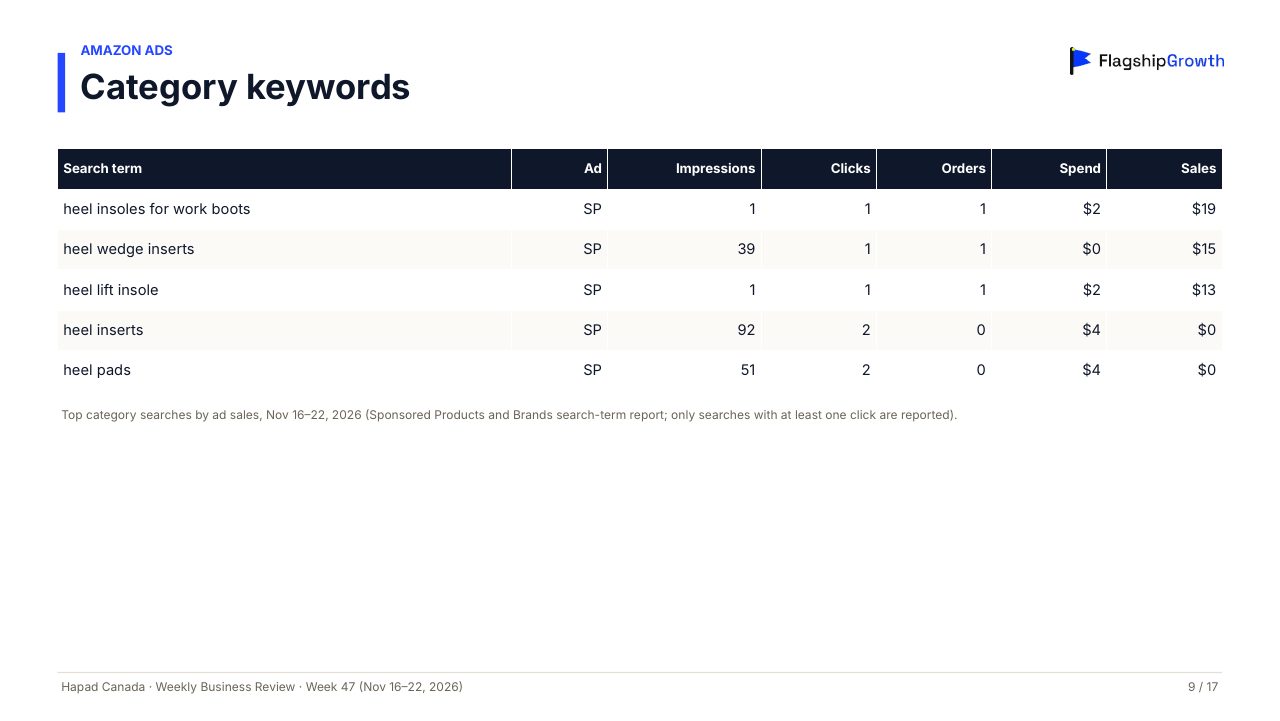 AMAZON ADS
Category keywords
FlagshipGrowth
Search term Ad Impressions Clicks Orders Spend Sales
heel insoles for work boots SP 1 1 1 $2 $19
heel wedge inserts SP 39 1 1 $0 $15
heel lift insole SP 1 1 1 $2 $13
heel inserts SP 92 2 0 $4 $0
heel pads SP 51 2 0 $4 $0
Top category searches by ad sales, Nov 16–22, 2026 (Sponsored Products and Brands search-term report; only searches with at least one click are reported).
Hapad Canada · Weekly Business Review · Week 47 (Nov 16–22, 2026)
9 / 17